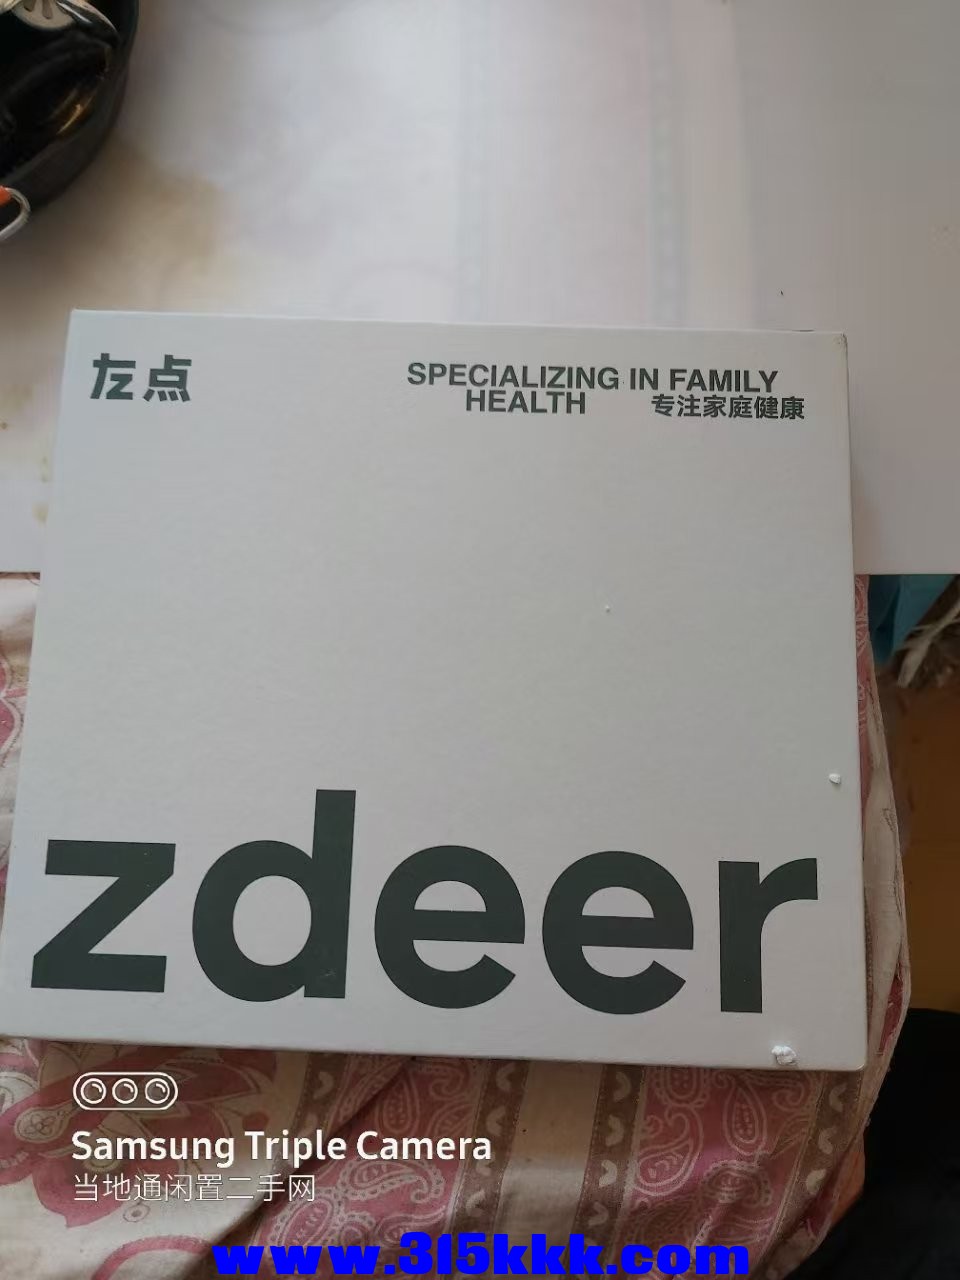 左点
SPECIALIZING IN FAMILY
HEALTH 专注家庭健康
zdeer
Samsung Triple Camera
当地通闲置二手网
www.315kkk.com